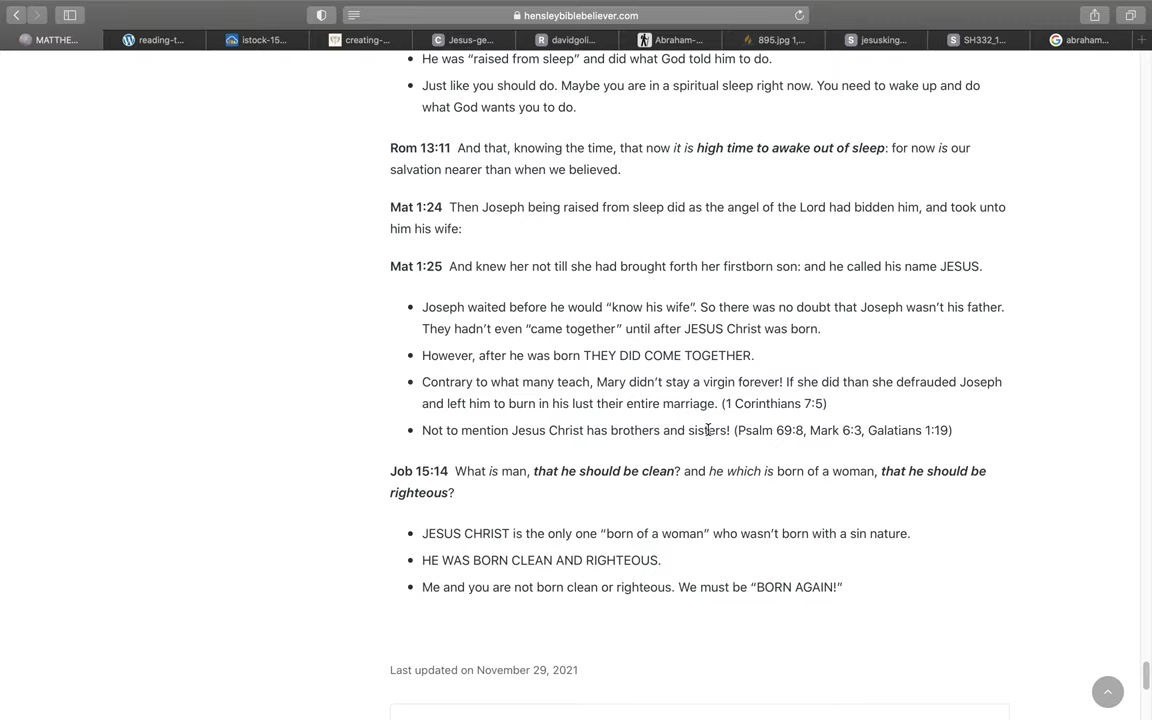 hensleybiblebeliever.com
MATTHE...
reading-t...
istock-15...
creating-...
Jesus-ge...
davidgoli...
Abraham-...
895.jpg 1,...
jesusking...
SH332_1...
abraham...
He was “raised from sleep” and did what God told him to do.
Just like you should do. Maybe you are in a spiritual sleep right now. You need to wake up and do
what God wants you to do.
Rom 13:11 And that, knowing the time, that now it is high time to awake out of sleep: for now is our
salvation nearer than when we believed.
Mat 1:24 Then Joseph being raised from sleep did as the angel of the Lord had bidden him, and took unto
him his wife:
Mat 1:25 And knew her not till she had brought forth her firstborn son: and he called his name JESUS.
Joseph waited before he would “know his wife”. So there was no doubt that Joseph wasn’t his father.
They hadn’t even “came together” until after JESUS Christ was born.
However, after he was born THEY DID COME TOGETHER.
Contrary to what many teach, Mary didn’t stay a virgin forever! If she did than she defrauded Joseph
and left him to burn in his lust their entire marriage. (1 Corinthians 7:5)
Not to mention Jesus Christ has brothers and sisters! (Psalm 69:8, Mark 6:3, Galatians 1:19)
Job 15:14 What is man, that he should be clean? and he which is born of a woman, that he should be
righteous?
JESUS CHRIST is the only one “born of a woman” who wasn’t born with a sin nature.
HE WAS BORN CLEAN AND RIGHTEOUS.
Me and you are not born clean or righteous. We must be “BORN AGAIN!”
Last updated on November 29, 2021